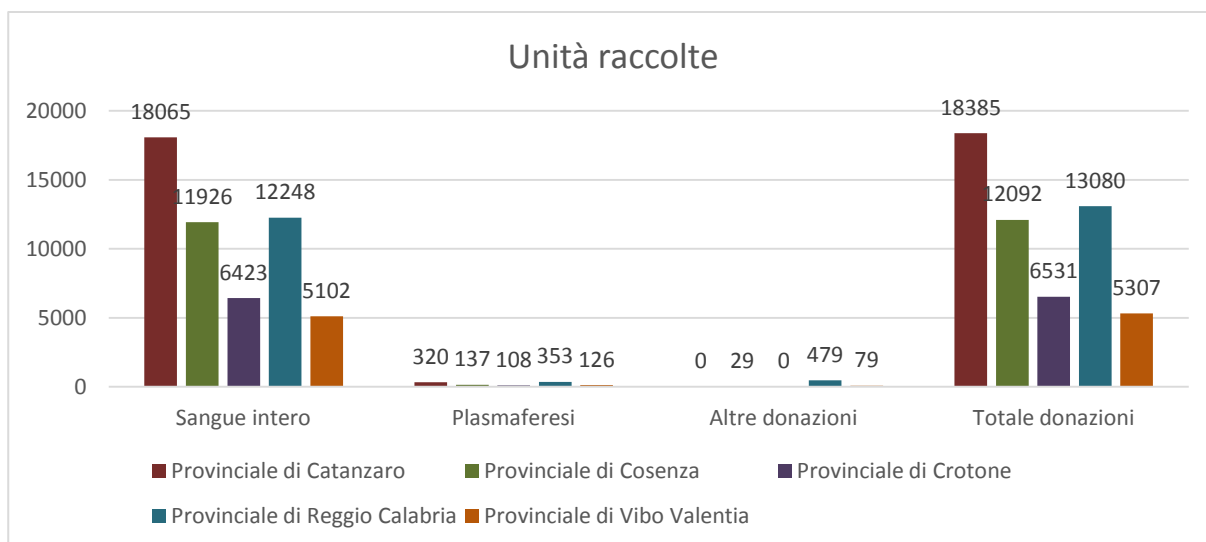 Unità raccolte
20000
15000
10000
5000
0
18065
11926
6423
12248
5102
320 137 108 353 126
0 29 0 479 79
18385
12092
6531
13080
5307
Sangue intero Plasmaferesi Altre donazioni Totale donazioni
Provinciale di Catanzaro Provinciale di Cosenza Provinciale di Crotone
Provinciale di Reggio Calabria Provinciale di Vibo Valentia